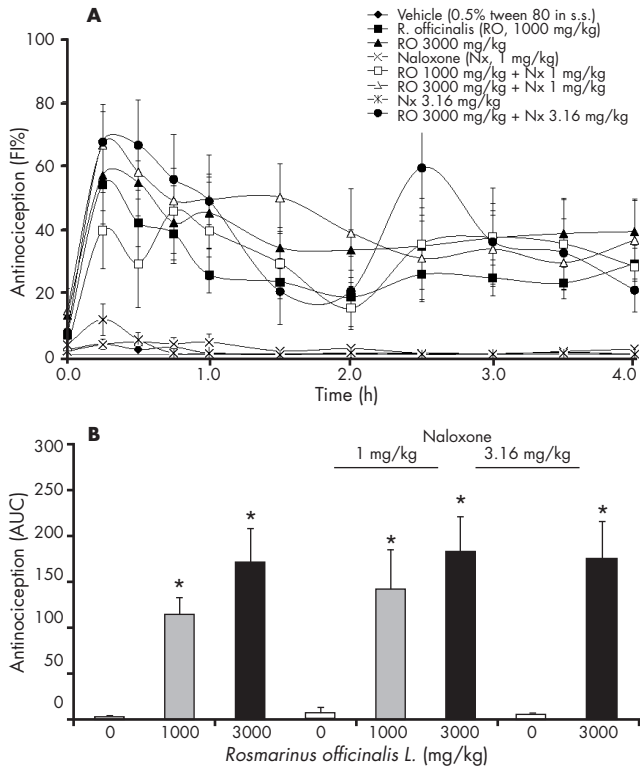 A
Vehicle (0.5% tween 80 in s.s.)
R. officinalis (RO, 1000 mg/kg)
RO 3000 mg/kg
Naloxone (Nx, 1 mg/kg)
RO 1000 mg/kg + Nx 1 mg/kg
RO 3000 mg/kg + Nx 1 mg/kg
Nx 3.16 mg/kg
RO 3000 mg/kg + Nx 3.16 mg/kg
100
80
60
40
20
0
Antinociception (FI%)
0.0 1.0 2.0 3.0 4.0
Time (h)
B
Naloxone
1 mg/kg 3.16 mg/kg
300
250
200
150
100
50
0
Antinociception (AUC)
* * * * *
0 1000 3000 0 1000 3000 0 3000
Rosmarinus officinalis L. (mg/kg)